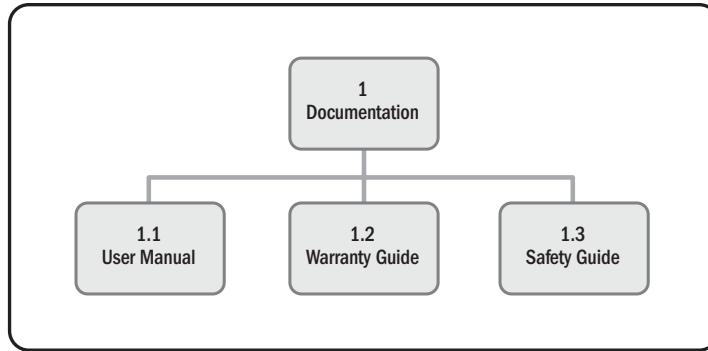 1
Documentation
1.1
User Manual
1.2
Warranty Guide
1.3
Safety Guide